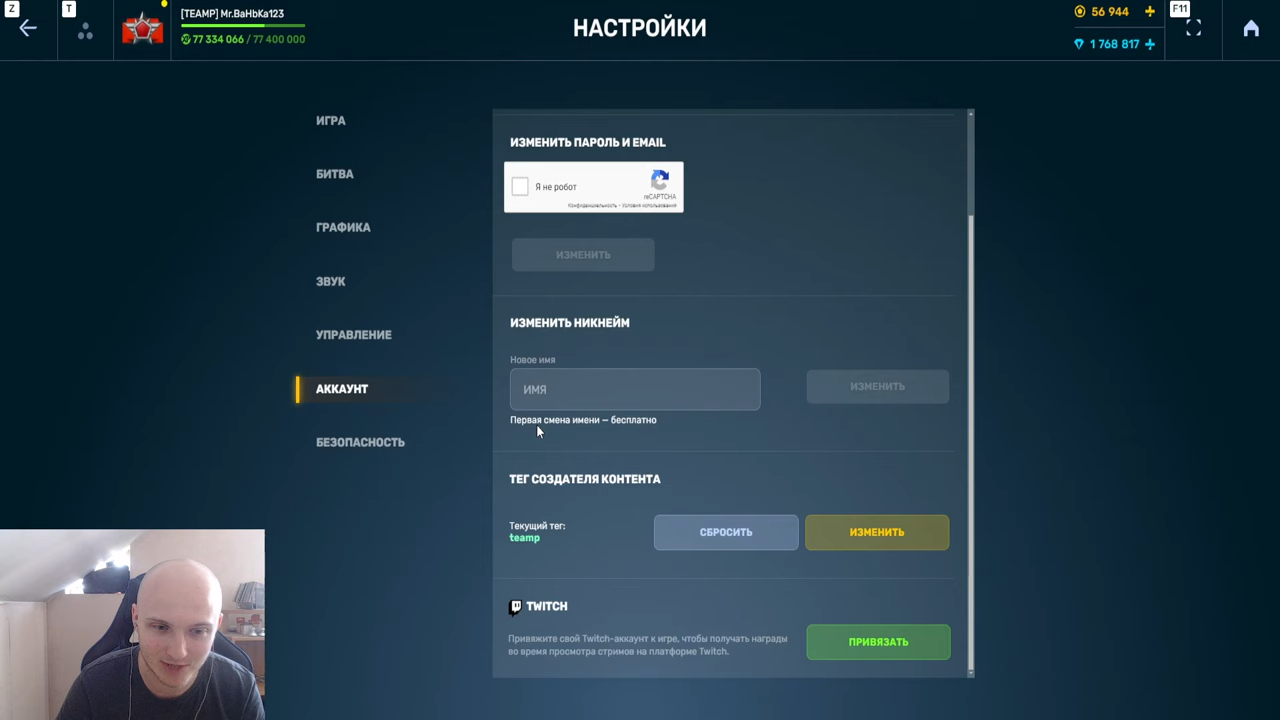 Z
T
[TEAMP] Mr.BaHbKa123
77 334 066 / 77 400 000
НАСТРОЙКИ
56 944 +
1 768 817 +
F11
ИГРА
БИТВА
ГРАФИКА
ЗВУК
УПРАВЛЕНИЕ
АККАУНТ
БЕЗОПАСНОСТЬ
ИЗМЕНИТЬ ПАРОЛЬ И EMAIL
Я не робот
reCAPTCHA
Конфиденциальность - Условия использования
ИЗМЕНИТЬ
ИЗМЕНИТЬ НИКНЕЙМ
Новое имя
ИМЯ
ИЗМЕНИТЬ
Первая смена имени — бесплатно
ТЕГ СОЗДАТЕЛЯ КОНТЕНТА
Текущий тег:
teamp
СБРОСИТЬ
ИЗМЕНИТЬ
TWITCH
Привяжите свой Twitch-аккаунт к игре, чтобы получать награды
во время просмотра стримов на платформе Twitch.
ПРИВЯЗАТЬ